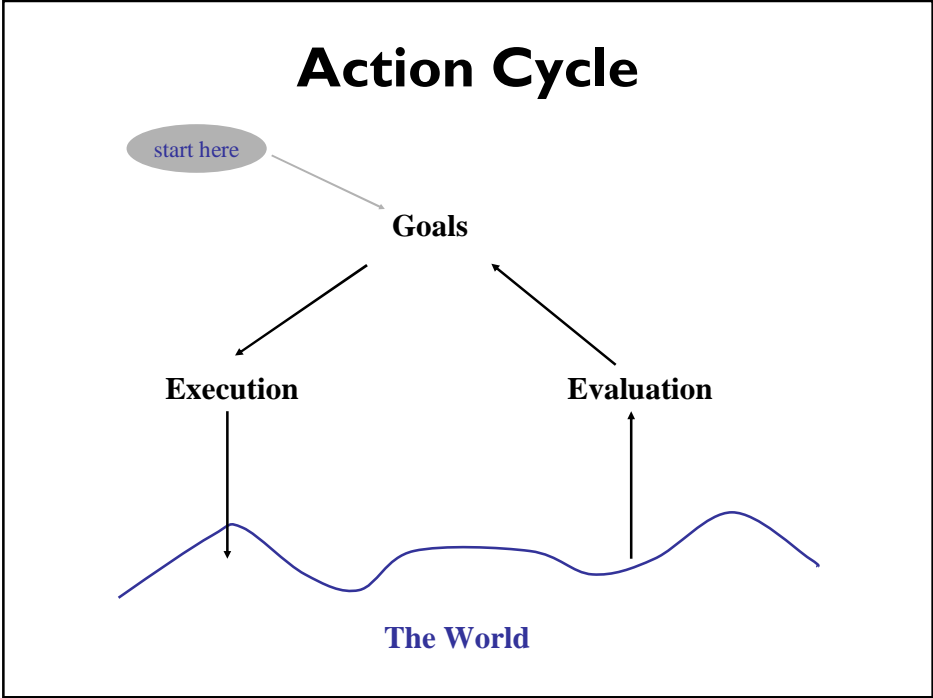 Action Cycle
start here
Goals
Execution
Evaluation
The World